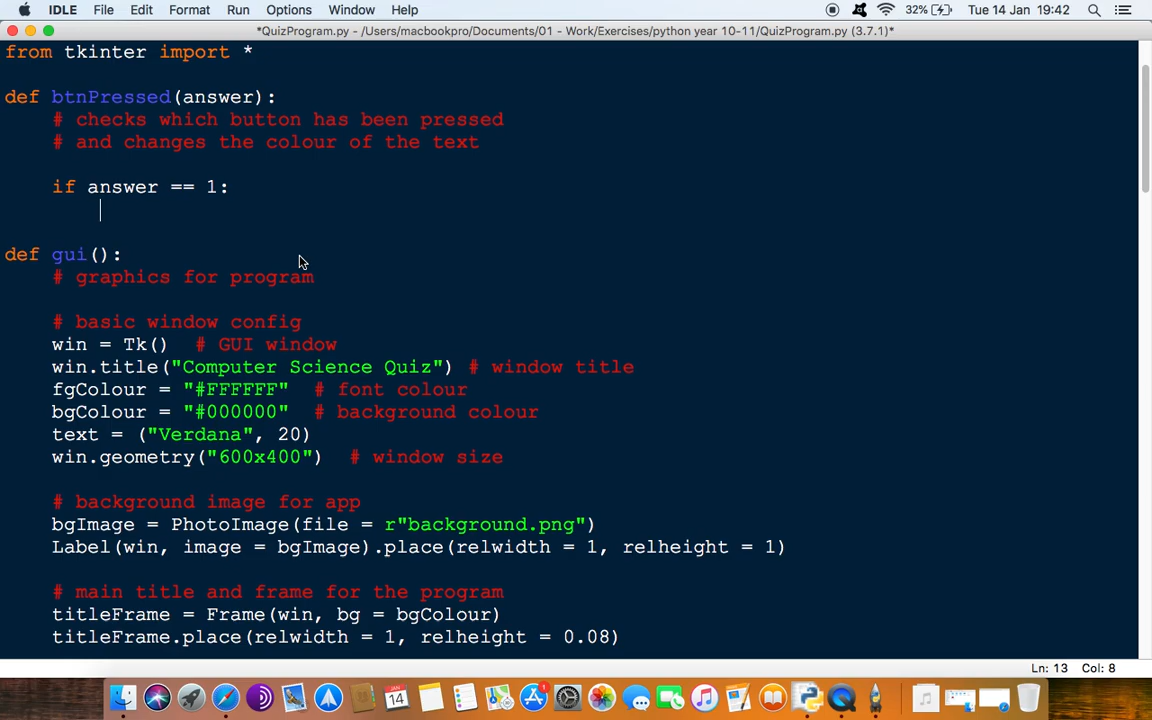 IDLE File Edit Format Run Options Window Help 32% Tue 14 Jan 19:42
*QuizProgram.py - /Users/macbookpro/Documents/01 - Work/Exercises/python year 10-11/QuizProgram.py (3.7.1)*
from tkinter import *
def btnPressed(answer):
# checks which button has been pressed
# and changes the colour of the text
if answer == 1:
def gui():
# graphics for program
# basic window config
win = Tk() # GUI window
win.title("Computer Science Quiz") # window title
fgColour = "#FFFFFF" # font colour
bgColour = "#000000" # background colour
text = ("Verdana", 20)
win.geometry("600x400") # window size
# background image for app
bgImage = PhotoImage(file = r"background.png")
Label(win, image = bgImage).place(relwidth = 1, relheight = 1)
# main title and frame for the program
titleFrame = Frame(win, bg = bgColour)
titleFrame.place(relwidth = 1, relheight = 0.08)
Ln: 13 Col: 8
14
1